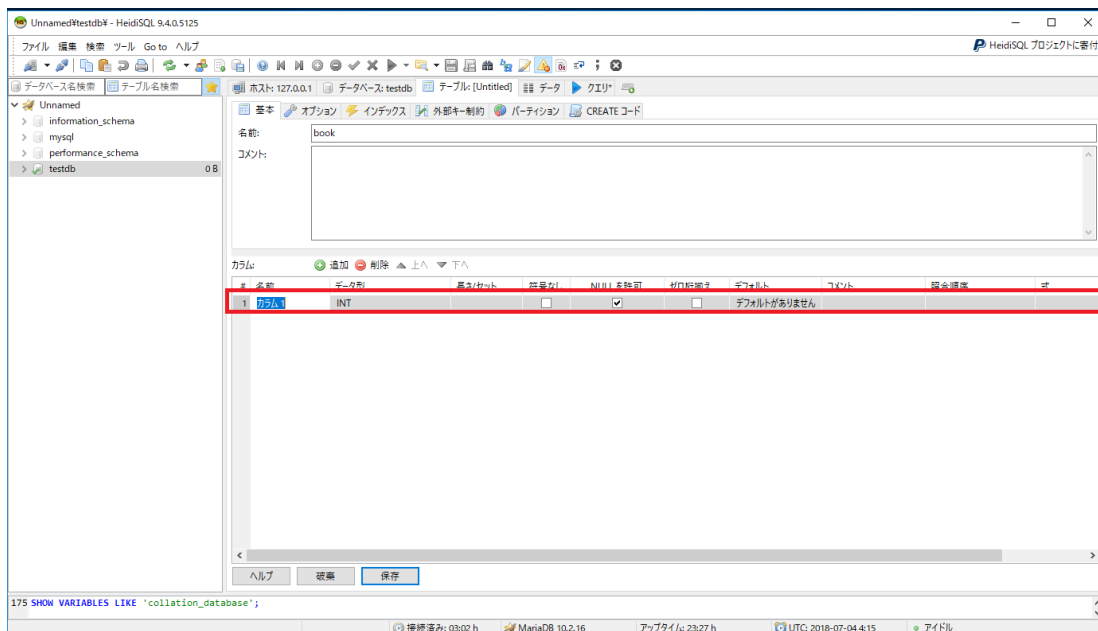 Unnamed¥testdb¥ - HeidiSQL 9.4.0.5125
ファイル 編集 検索 ツール Go to ヘルプ
HeidiSQL プロジェクトに寄付
データベース名検索 テーブル名検索
ホスト: 127.0.0.1 データベース: testdb テーブル: [Untitled] データ クエリ*
Unnamed
information_schema
mysql
performance_schema
testdb 0 B
基本 オプション インデックス 外部キー制約 パーティション CREATE コード
名前: book
コメント:
カラム: 追加 削除 上へ 下へ
# 名前 データ型 長さ/セット 符号なし NULL を許可 ゼロ桁揃え デフォルト コメント 照合順序 式
1 カラム 1 INT デフォルトがありません
ヘルプ 破棄 保存
175 SHOW VARIABLES LIKE 'collation_database';
接続済み: 03:02 h MariaDB 10.2.16 アップタイム: 23:27 h UTC: 2018-07-04 4:15 アイドル